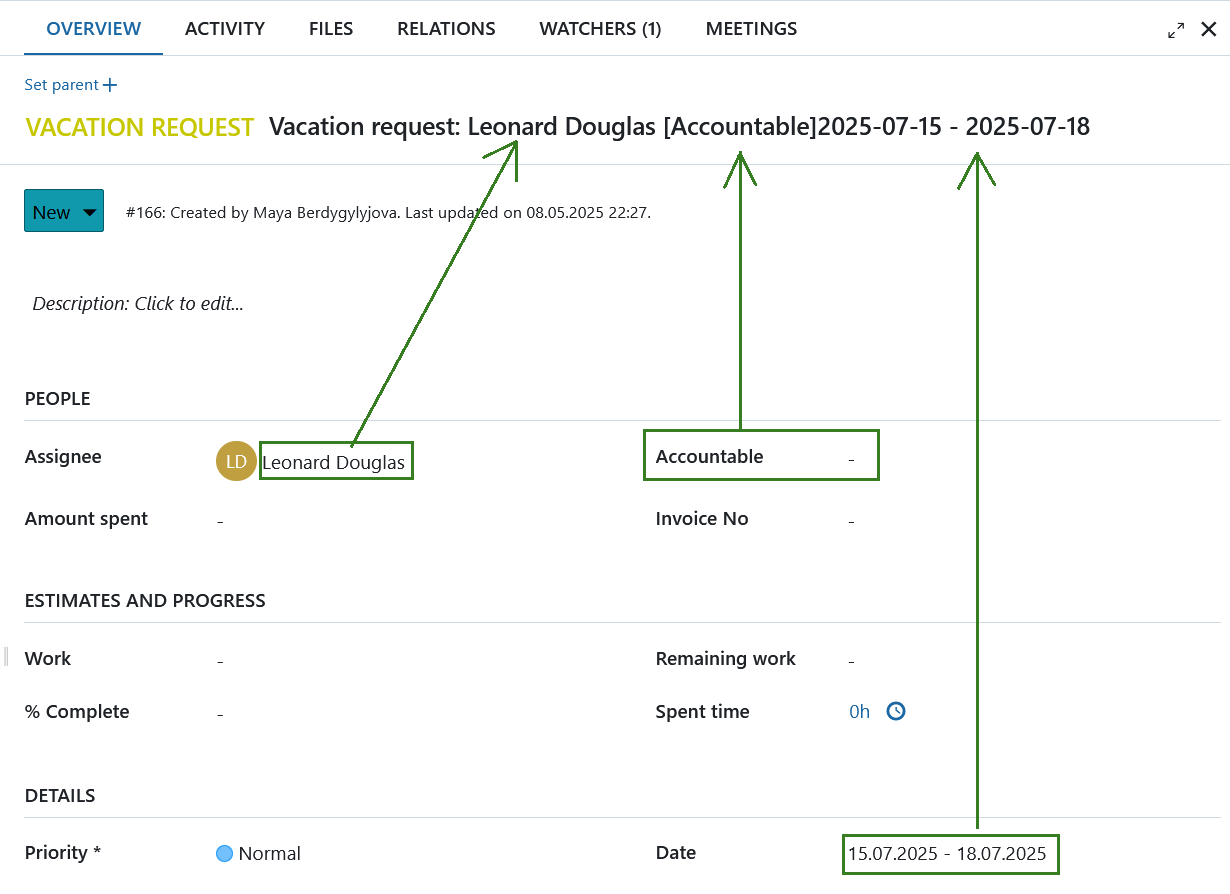 OVERVIEW ACTIVITY FILES RELATIONS WATCHERS (1) MEETINGS
Set parent
VACATION REQUEST Vacation request: Leonard Douglas [Accountable]2025-07-15 - 2025-07-18
New #166: Created by Maya Berdygylyjova. Last updated on 08.05.2025 22:27.
Description: Click to edit...
PEOPLE
Assignee LD Leonard Douglas Accountable -
Amount spent - Invoice No -
ESTIMATES AND PROGRESS
Work - Remaining work -
% Complete - Spent time 0h
DETAILS
Priority * Normal Date 15.07.2025 - 18.07.2025